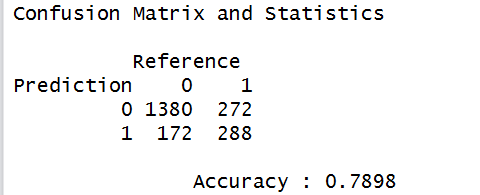 Confusion Matrix and Statistics
Reference
Prediction 0 1
0 1380 272
1 172 288
Accuracy : 0.7898